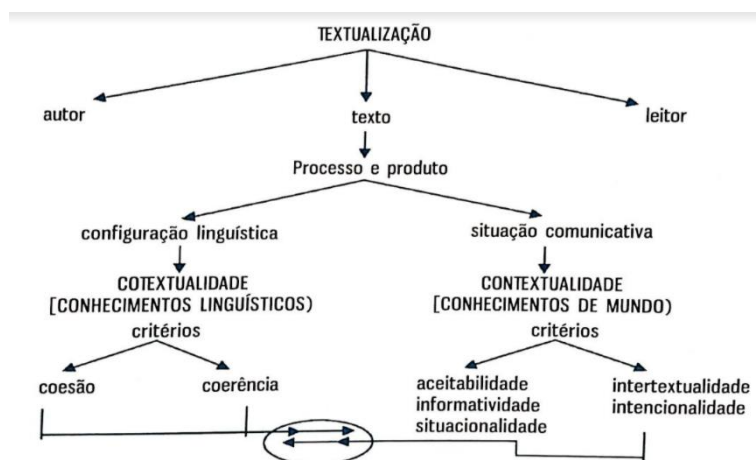 TEXTUALIZAÇÃO
autor
texto
leitor
Processo e produto
configuração linguística
situação comunicativa
COTEXTUALIDADE
[CONHECIMENTOS LINGUÍSTICOS)
critérios
CONTEXTUALIDADE
[CONHECIMENTOS DE MUNDO)
critérios
coesão
coerência
aceitabilidade
informatividade
situacionalidade
intertextualidade
intencionalidade